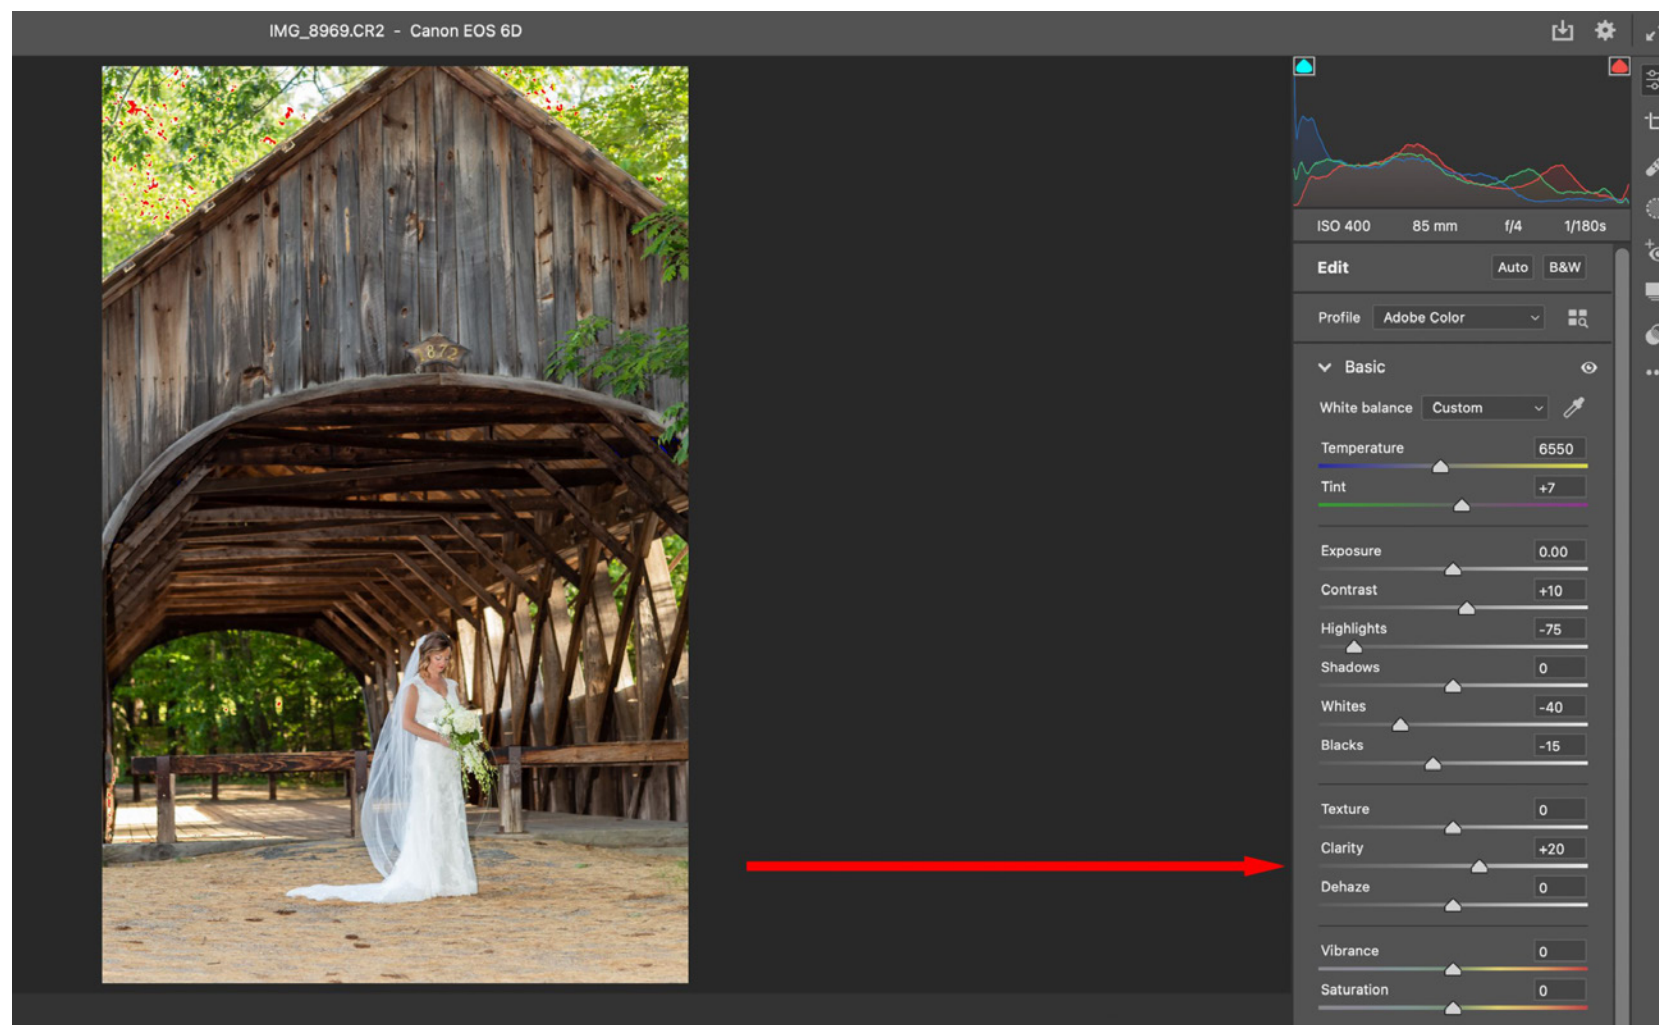 IMG_8969.CR2 - Canon EOS 6D
1872
ISO 400 85 mm f/4 1/180s
Edit Auto B&W
Profile Adobe Color
Basic
White balance Custom
Temperature 6550
Tint +7
Exposure 0.00
Contrast +10
Highlights -75
Shadows 0
Whites -40
Blacks -15
Texture 0
Clarity +20
Dehaze 0
Vibrance 0
Saturation 0